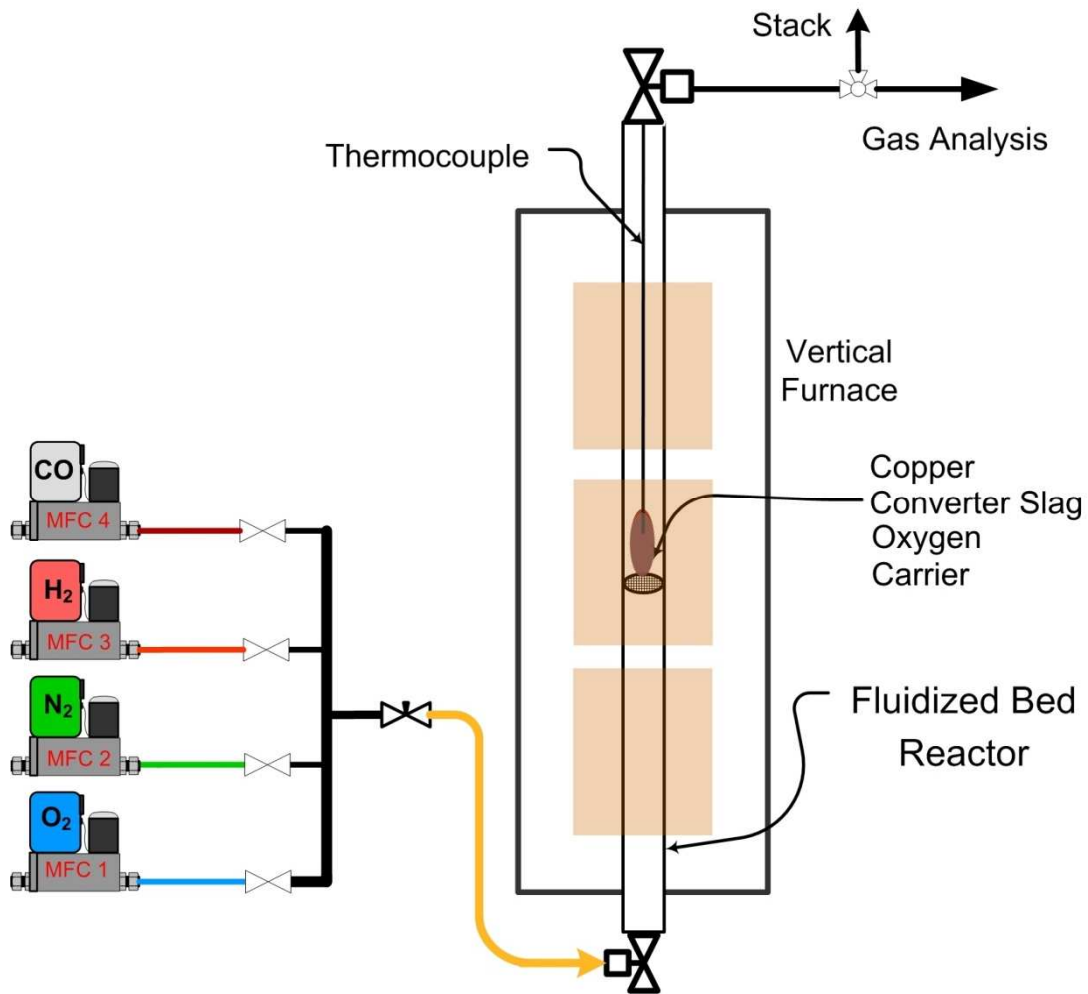 Stack
Gas Analysis
Thermocouple
Vertical
Furnace
Copper
Converter Slag
Oxygen
Carrier
Fluidized Bed
Reactor
CO
MFC 4
H₂
MFC 3
N₂
MFC 2
O₂
MFC 1